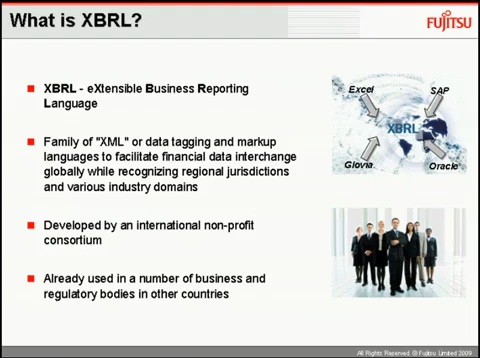 What is XBRL?
FUJITSU
XBRL - eXtensible Business Reporting
Language
Family of "XML" or data tagging and markup
languages to facilitate financial data interchange
globally while recognizing regional jurisdictions
and various industry domains
Developed by an international non-profit
consortium
Already used in a number of business and
regulatory bodies in other countries
Excel
SAP
XBRL
Glovia
Oracle
All Rights Reserved. © Fujitsu Limited 2009